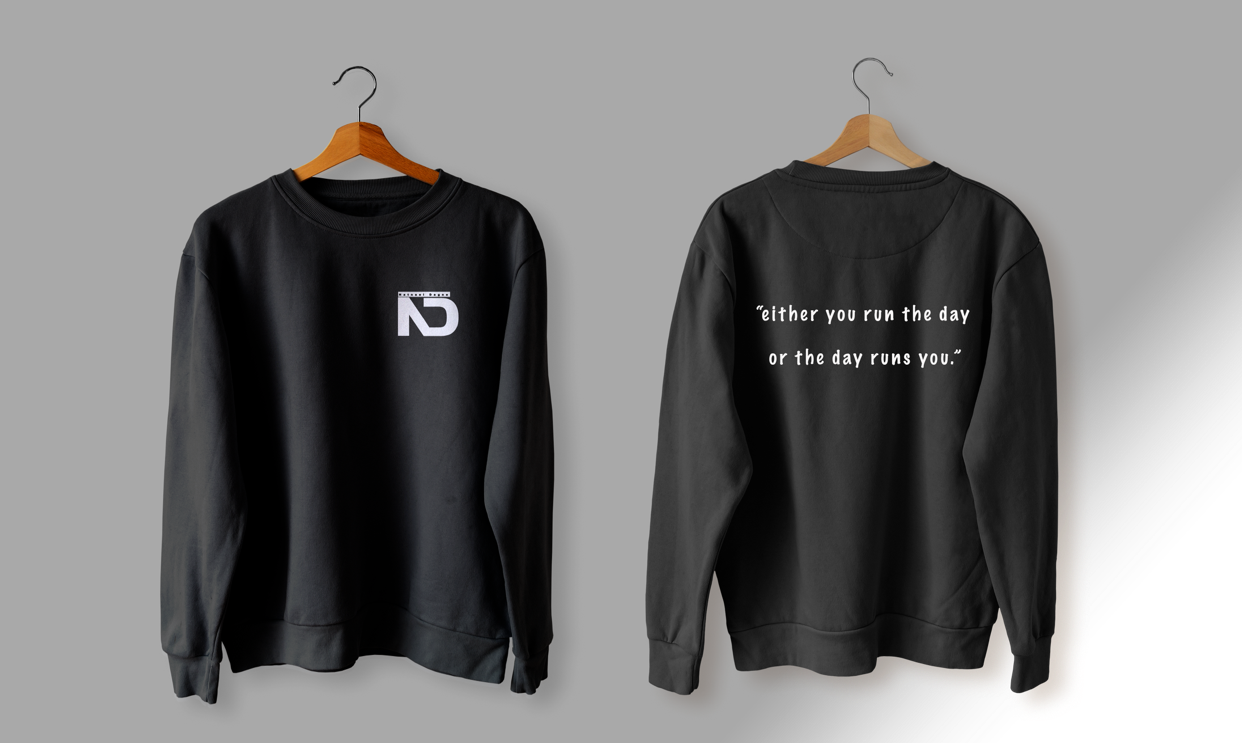 ND
“either you run the day
or the day runs you.”